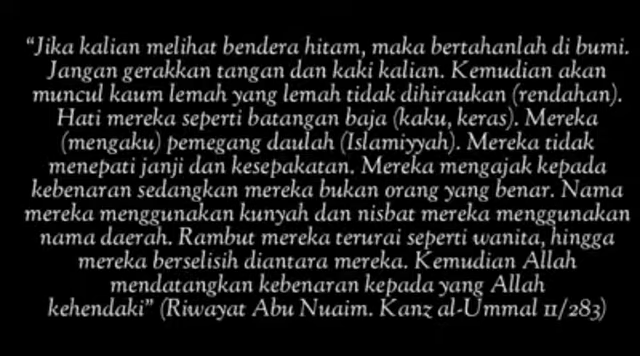 “Jika kalian melihat bendera hitam, maka bertahanlah di bumi.
Jangan gerakkan tangan dan kaki kalian. Kemudian akan
muncul kaum lemah yang lemah tidak dihiraukan (rendahan).
Hati mereka seperti batangan baja (kaku, keras). Mereka
(mengaku) pemegang daulah (Islamiyyah). Mereka tidak
menepati janji dan kesepakatan. Mereka mengajak kepada
kebenaran sedangkan mereka bukan orang yang benar. Nama
mereka menggunakan kunyah dan nisbat mereka menggunakan
nama daerah. Rambut mereka terurai seperti wanita, hingga
mereka berselisih diantara mereka. Kemudian Allah
mendatangkan kebenaran kepada yang Allah
kehendaki” (Riwayat Abu Nuaim. Kanz al-Ummal 11/283)